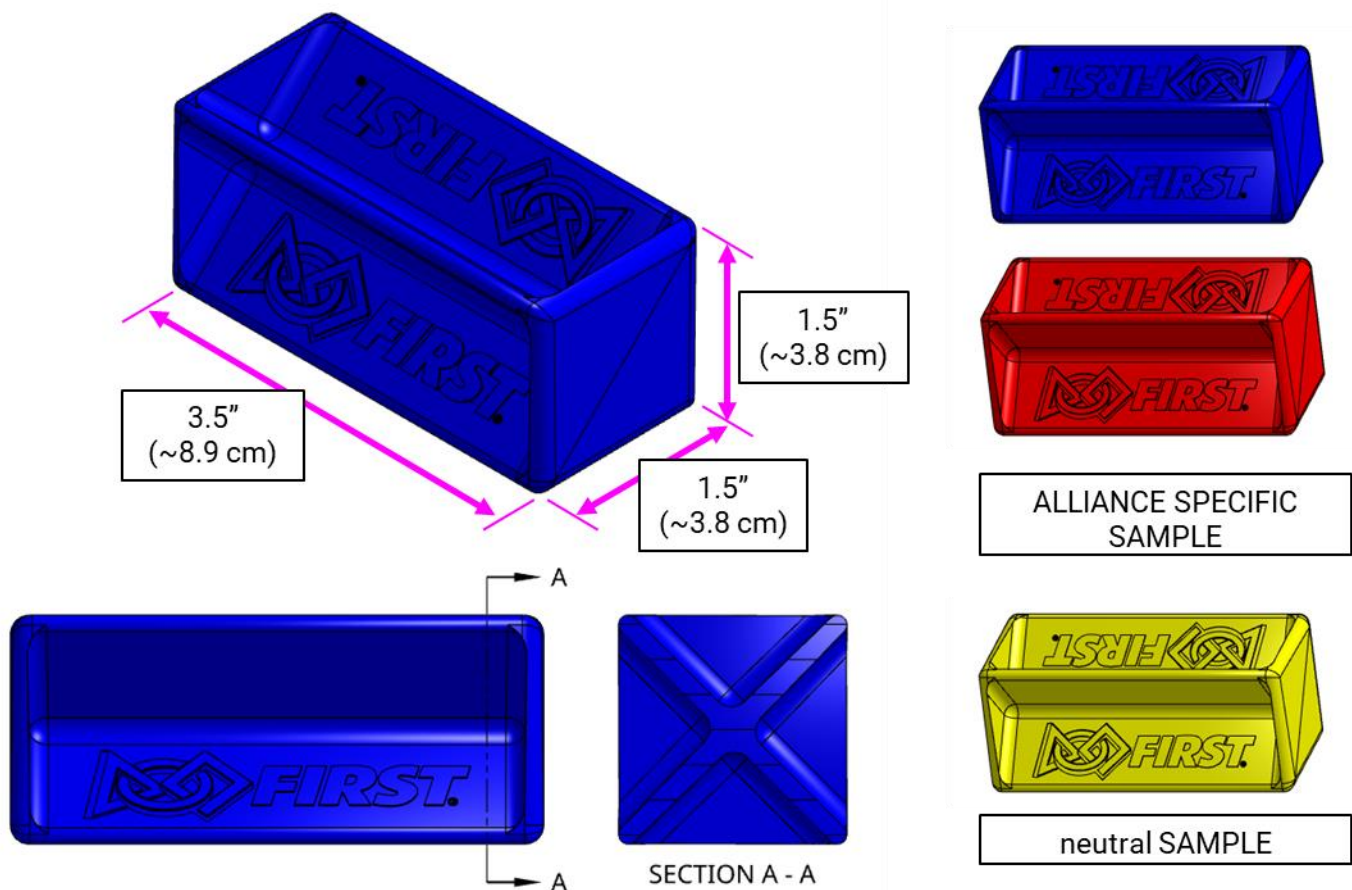 FIRST
FIRST
3.5”
(~8.9 cm)
1.5”
(~3.8 cm)
1.5”
(~3.8 cm)
FIRST
FIRST
FIRST
FIRST
ALLIANCE SPECIFIC
SAMPLE
A
FIRST
A
SECTION A - A
FIRST
FIRST
neutral SAMPLE